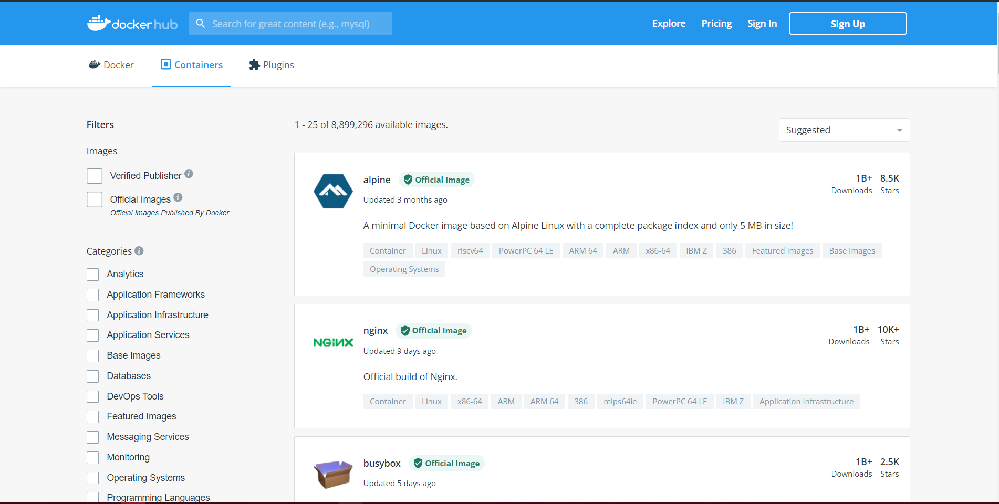 docker hub
Search for great content (e.g., mysql)
Explore
Pricing
Sign In
Sign Up
Docker
Containers
Plugins
Filters
Images
Verified Publisher
Official Images
Official Images Published By Docker
Categories
Analytics
Application Frameworks
Application Infrastructure
Application Services
Base Images
Databases
DevOps Tools
Featured Images
Messaging Services
Monitoring
Operating Systems
Programming Languages
1 - 25 of 8,899,296 available images.
Suggested
alpine
Official Image
Updated 3 months ago
1B+ 8.5K
Downloads Stars
A minimal Docker image based on Alpine Linux with a complete package index and only 5 MB in size!
Container Linux riscv64 PowerPC 64 LE ARM 64 ARM x86-64 IBM Z 386 Featured Images Base Images
Operating Systems
NGINX
nginx
Official Image
Updated 9 days ago
1B+ 10K+
Downloads Stars
Official build of Nginx.
Container Linux x86-64 ARM ARM 64 386 mips64le PowerPC 64 LE IBM Z Application Infrastructure
busybox
Official Image
Updated 5 days ago
1B+ 2.5K
Downloads Stars